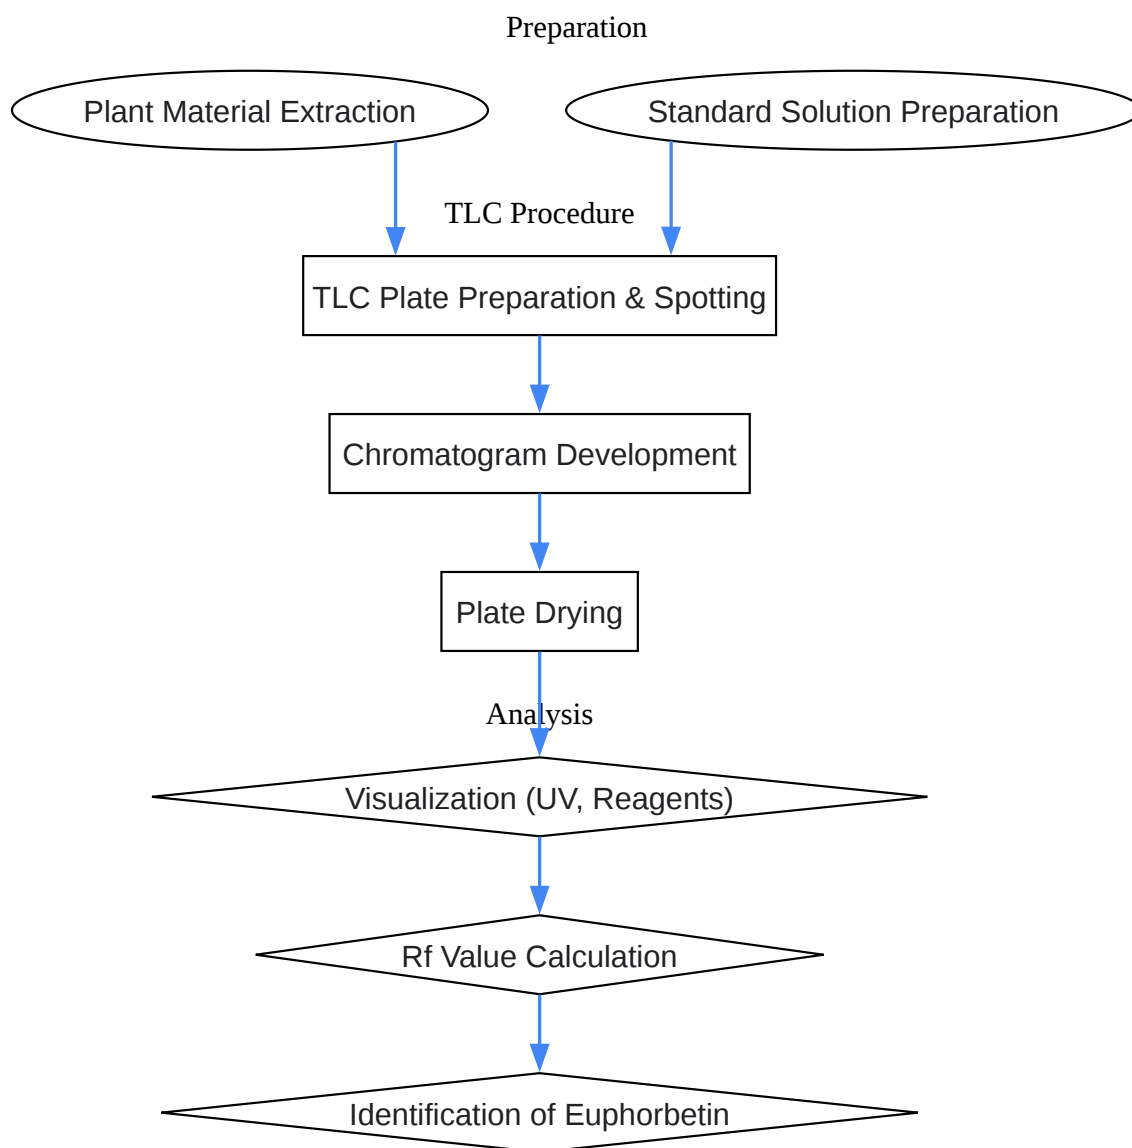 Preparation
Plant Material Extraction
Standard Solution Preparation
TLC Procedure
TLC Plate Preparation & Spotting
Chromatogram Development
Plate Drying
Analysis
Visualization (UV, Reagents)
Rf Value Calculation
Identification of Euphorbetin